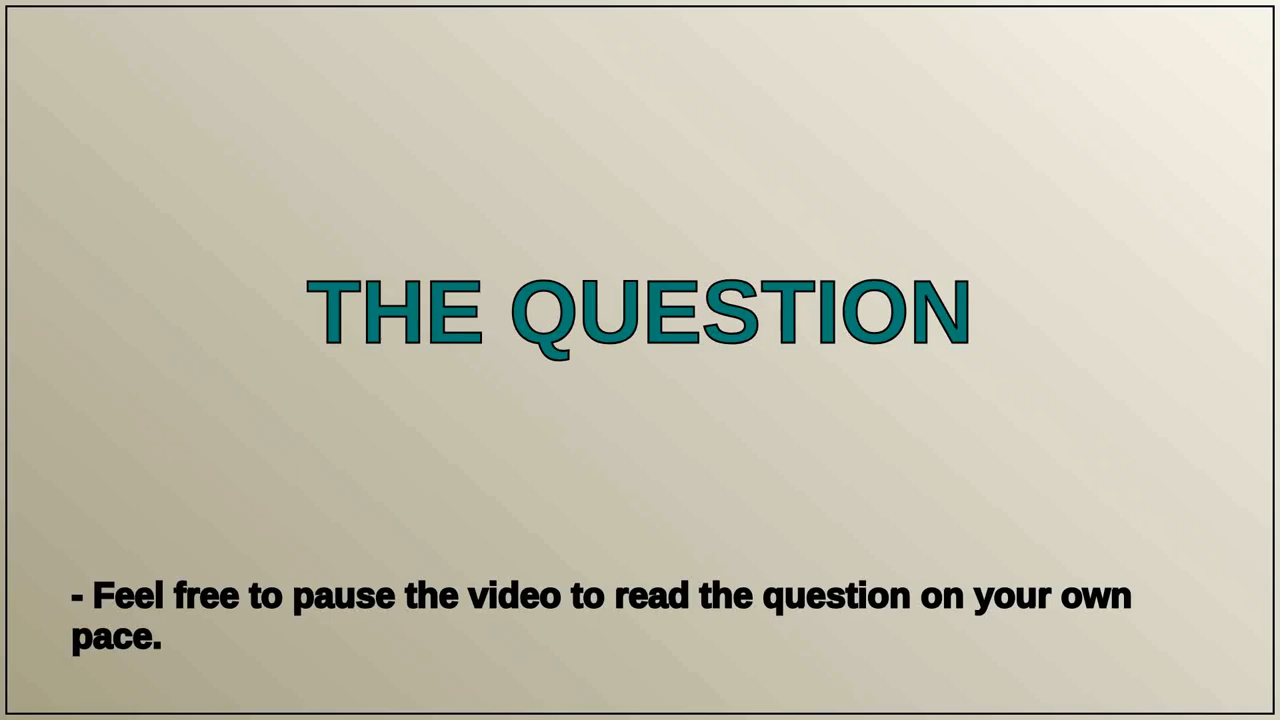 THE QUESTION
- Feel free to pause the video to read the question on your own
pace.